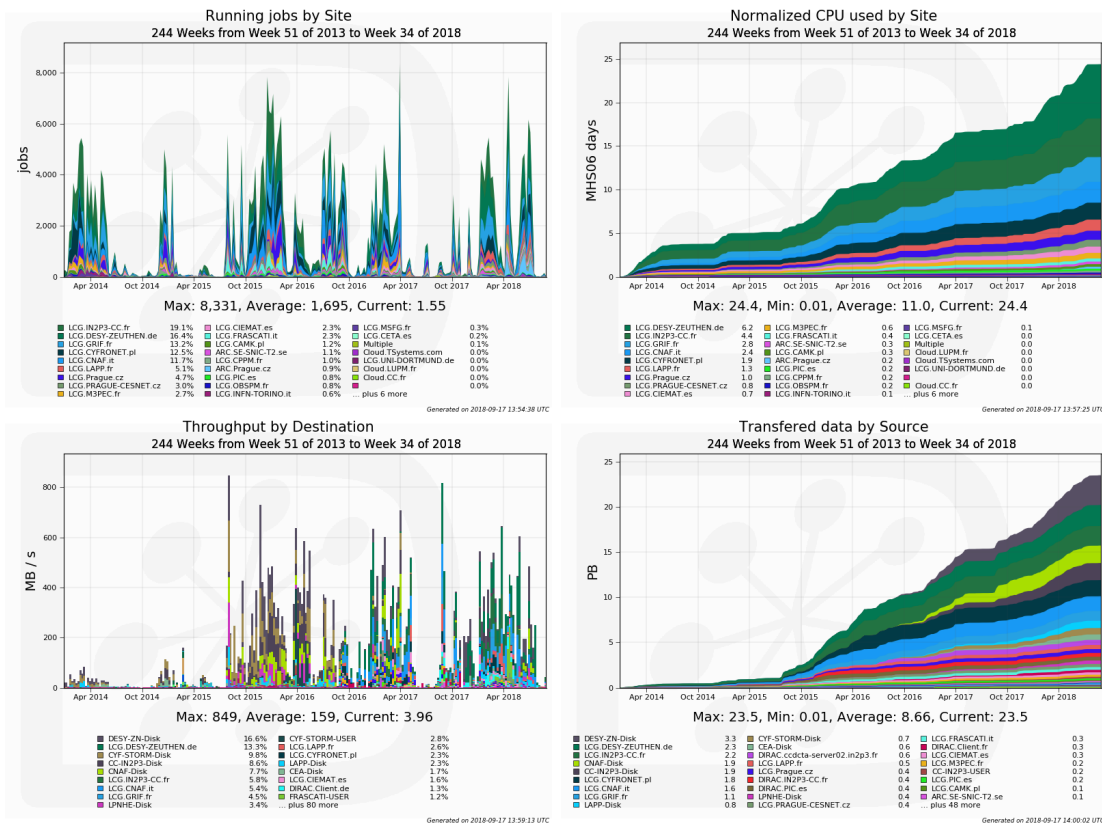 Running jobs by Site
244 Weeks from Week 51 of 2013 to Week 34 of 2018
jobs
8,000
6,000
4,000
2,000
0
Apr 2014 Oct 2014 Apr 2015 Oct 2015 Apr 2016 Oct 2016 Apr 2017 Oct 2017 Apr 2018
Max: 8,331, Average: 1,695, Current: 1.55
LCG.IN2P3-CC.fr 19.1% LCG.CIEMAT.es 2.3% LCG.MSFG.fr 0.3%
LCG.DESY-ZEUTHEN.de 16.4% LCG.FRASCATI.it 2.3% LCG.CETA.es 0.2%
LCG.GRIF.fr 13.2% LCG.CAMK.pl 1.2% Multiple 0.1%
LCG.CYFRONET.pl 12.5% ARC.SE-SNIC-T2.se 1.1% Cloud.TSystems.com 0.0%
LCG.CNAF.it 11.7% LCG.CPPM.fr 1.0% LCG.UNI-DORTMUND.de 0.0%
LCG.LAPP.fr 5.1% ARC.Prague.cz 0.9% Cloud.LUPM.fr 0.0%
LCG.Prague.cz 4.7% LCG.PIC.es 0.8% Cloud.CC.fr 0.0%
LCG.PRAGUE-CESNET.cz 3.0% LCG.OBSPM.fr 0.8% 0.0%
LCG.M3PEC.fr 2.7% LCG.INFN-TORINO.it 0.6% ... plus 6 more
Generated on 2018-09-17 13:54:38 UTC
Normalized CPU used by Site
244 Weeks from Week 51 of 2013 to Week 34 of 2018
MHS06 days
25
20
15
10
5
0
Apr 2014 Oct 2014 Apr 2015 Oct 2015 Apr 2016 Oct 2016 Apr 2017 Oct 2017 Apr 2018
Max: 24.4, Min: 0.01, Average: 11.0, Current: 24.4
LCG.DESY-ZEUTHEN.de 6.2 LCG.M3PEC.fr 0.6 LCG.MSFG.fr 0.1
LCG.IN2P3-CC.fr 4.4 LCG.FRASCATI.it 0.4 LCG.CETA.es 0.0
LCG.GRIF.fr 2.8 ARC.SE-SNIC-T2.se 0.3 Multiple 0.0
LCG.CNAF.it 2.4 LCG.CAMK.pl 0.3 Cloud.LUPM.fr 0.0
LCG.CYFRONET.pl 1.9 ARC.Prague.cz 0.2 Cloud.TSystems.com 0.0
LCG.LAPP.fr 1.3 LCG.PIC.es 0.2 LCG.UNI-DORTMUND.de 0.0
LCG.Prague.cz 1.0 LCG.CPPM.fr 0.2 0.0
LCG.PRAGUE-CESNET.cz 0.8 LCG.OBSPM.fr 0.2 Cloud.CC.fr 0.0
LCG.CIEMAT.es 0.7 LCG.INFN-TORINO.it 0.1 ... plus 6 more
Generated on 2018-09-17 13:57:25 UTC
Throughput by Destination
244 Weeks from Week 51 of 2013 to Week 34 of 2018
MB / s
800
600
400
200
0
Apr 2014 Oct 2014 Apr 2015 Oct 2015 Apr 2016 Oct 2016 Apr 2017 Oct 2017 Apr 2018
Max: 849, Average: 159, Current: 3.96
DESY-ZN-Disk 16.6% CYF-STORM-USER 2.8%
LCG.DESY-ZEUTHEN.de 13.3% LCG.LAPP.fr 2.6%
CYF-STORM-Disk 9.8% LCG.CYFRONET.pl 2.3%
CC-IN2P3-Disk 8.6% LAPP-Disk 2.3%
CNAF-Disk 7.7% CEA-Disk 1.7%
LCG.IN2P3-CC.fr 5.8% LCG.CIEMAT.es 1.6%
LCG.CNAF.it 5.4% DIRAC.Client.de 1.3%
LCG.GRIF.fr 4.5% FRASCATI-USER 1.2%
LPNHE-Disk 3.4% ... plus 80 more
Generated on 2018-09-17 13:59:13 UTC
Transfered data by Source
244 Weeks from Week 51 of 2013 to Week 34 of 2018
PB
25
20
15
10
5
0
Apr 2014 Oct 2014 Apr 2015 Oct 2015 Apr 2016 Oct 2016 Apr 2017 Oct 2017 Apr 2018
Max: 23.5, Min: 0.01, Average: 8.66, Current: 23.5
DESY-ZN-Disk 3.3 CYF-STORM-Disk 0.7 LCG.FRASCATI.it 0.3
LCG.DESY-ZEUTHEN.de 2.3 CEA-Disk 0.6 DIRAC.Client.fr 0.3
LCG.IN2P3-CC.fr 2.2 DIRAC.ccdcta-server02.in2p3.fr 0.6 LCG.CIEMAT.es 0.3
CNAF-Disk 1.9 LCG.LAPP.fr 0.5 LCG.M3PEC.fr 0.2
CC-IN2P3-Disk 1.9 LCG.Prague.cz 0.4 CC-IN2P3-USER 0.2
LCG.CYFRONET.pl 1.8 DIRAC.IN2P3-CC.fr 0.4 LCG.PIC.es 0.2
LCG.CNAF.it 1.6 DIRAC.PIC.es 0.4 LCG.CAMK.pl 0.1
LCG.GRIF.fr 1.1 LPNHE-Disk 0.4 ARC.SE-SNIC-T2.se 0.1
LAPP-Disk 0.8 LCG.PRAGUE-CESNET.cz 0.4 ... plus 48 more
Generated on 2018-09-17 14:00:02 UTC